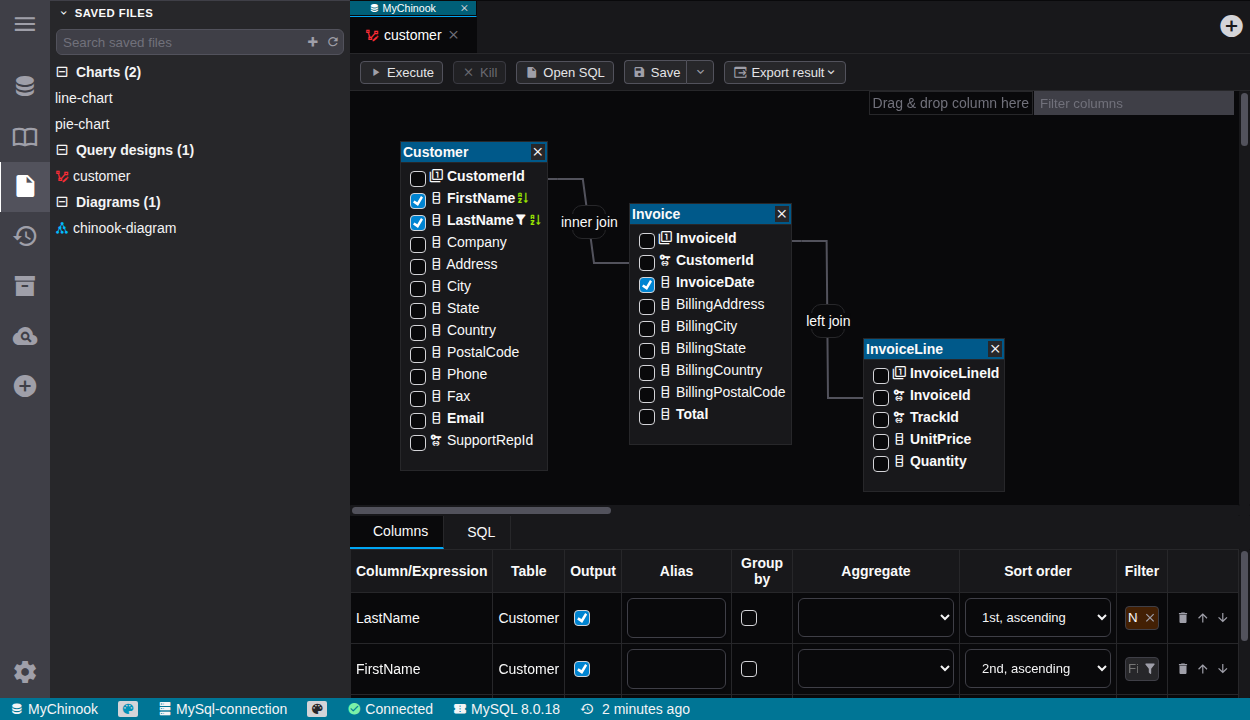 SAVED FILES
Search saved files
Charts (2)
line-chart
pie-chart
Query designs (1)
customer
Diagrams (1)
chinook-diagram
MyChinook
customer
Execute
Kill
Open SQL
Save
Export result
Drag & drop column here
Filter columns
Customer
CustomerId
FirstName
LastName
Company
Address
City
State
Country
PostalCode
Phone
Fax
Email
SupportRepId
inner join
Invoice
InvoiceId
CustomerId
InvoiceDate
BillingAddress
BillingCity
BillingState
BillingCountry
BillingPostalCode
Total
left join
InvoiceLine
InvoiceLineId
InvoiceId
TrackId
UnitPrice
Quantity
Columns SQL
Column/Expression Table Output Alias Group by Aggregate Sort order Filter
LastName Customer 1st, ascending N
FirstName Customer 2nd, ascending Fi
MyChinook MySql-connection Connected MySQL 8.0.18 2 minutes ago